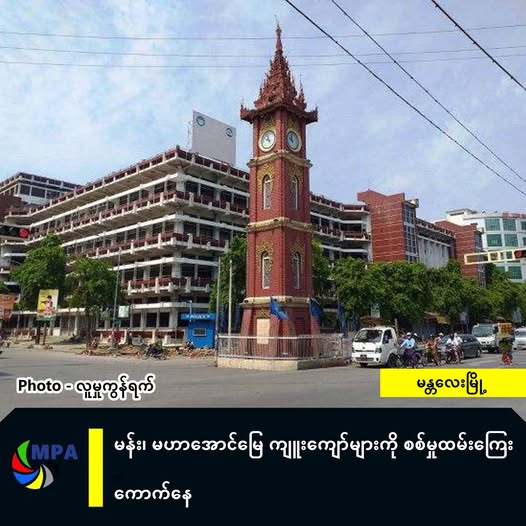 Photo - လူမှုကွန်ရက်
မန္တလေးမြို့
MPA
မန်း၊ မဟာအောင်မြေ ကျူးကျော်များကို စစ်မှုထမ်းကြေး
ကောက်နေ